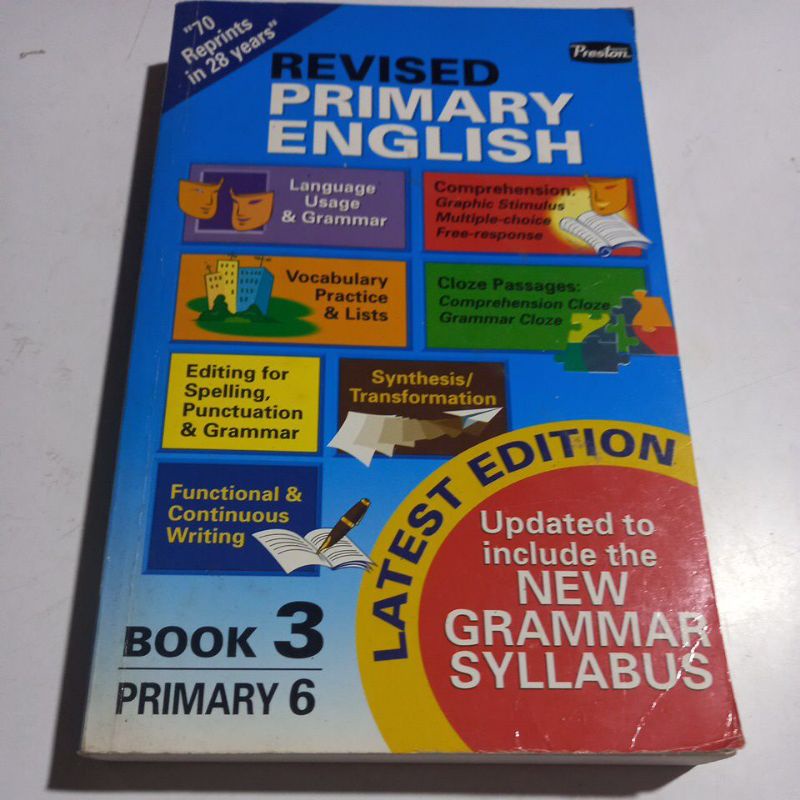 "70
Reprints
in 28 years"
Preston
REVISED
PRIMARY
ENGLISH
Language
Usage
& Grammar
Comprehension:
Graphic Stimulus
Multiple-choice
Free-response
Vocabulary
Practice
& Lists
Cloze Passages:
Comprehension Cloze
Grammar Cloze
Editing for
Spelling,
Punctuation
& Grammar
Synthesis/
Transformation
Functional &
Continuous
Writing
LATEST EDITION
Updated to
include the
NEW
GRAMMAR
SYLLABUS
BOOK 3
PRIMARY 6